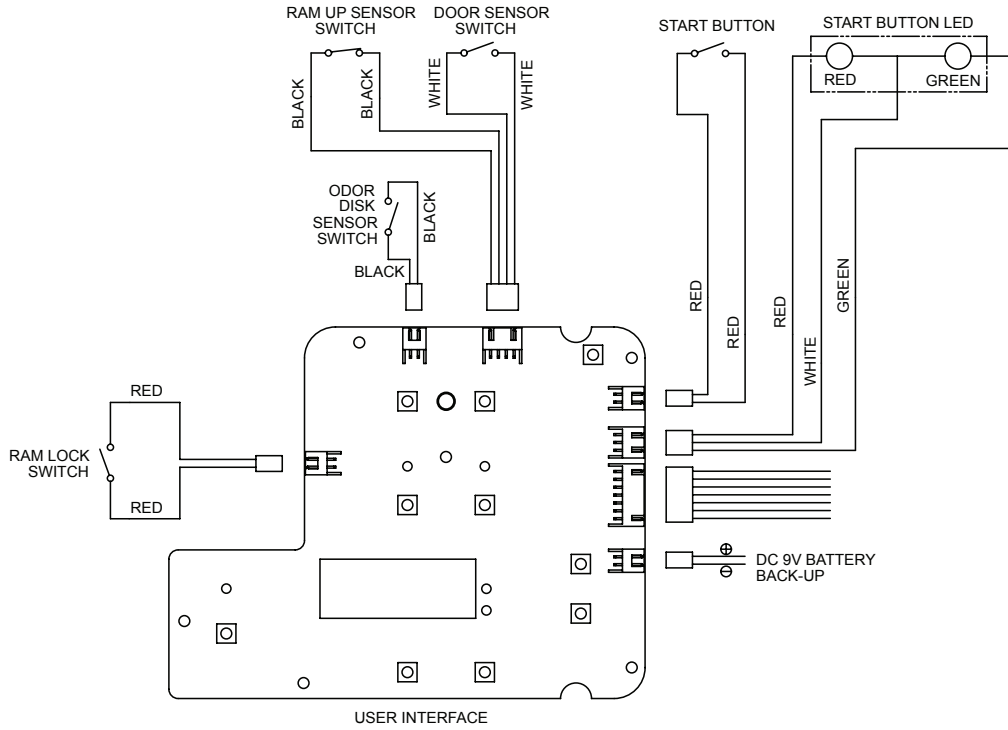 RAM UP SENSOR
SWITCH
DOOR SENSOR
SWITCH
START BUTTON
START BUTTON LED
RED
GREEN
BLACK
BLACK
WHITE
WHITE
ODOR
DISK
SENSOR
SWITCH
BLACK
BLACK
RED
RED
RED
WHITE
GREEN
RED
RAM LOCK
SWITCH
RED
⊕
⊖
DC 9V BATTERY
BACK-UP
USER INTERFACE